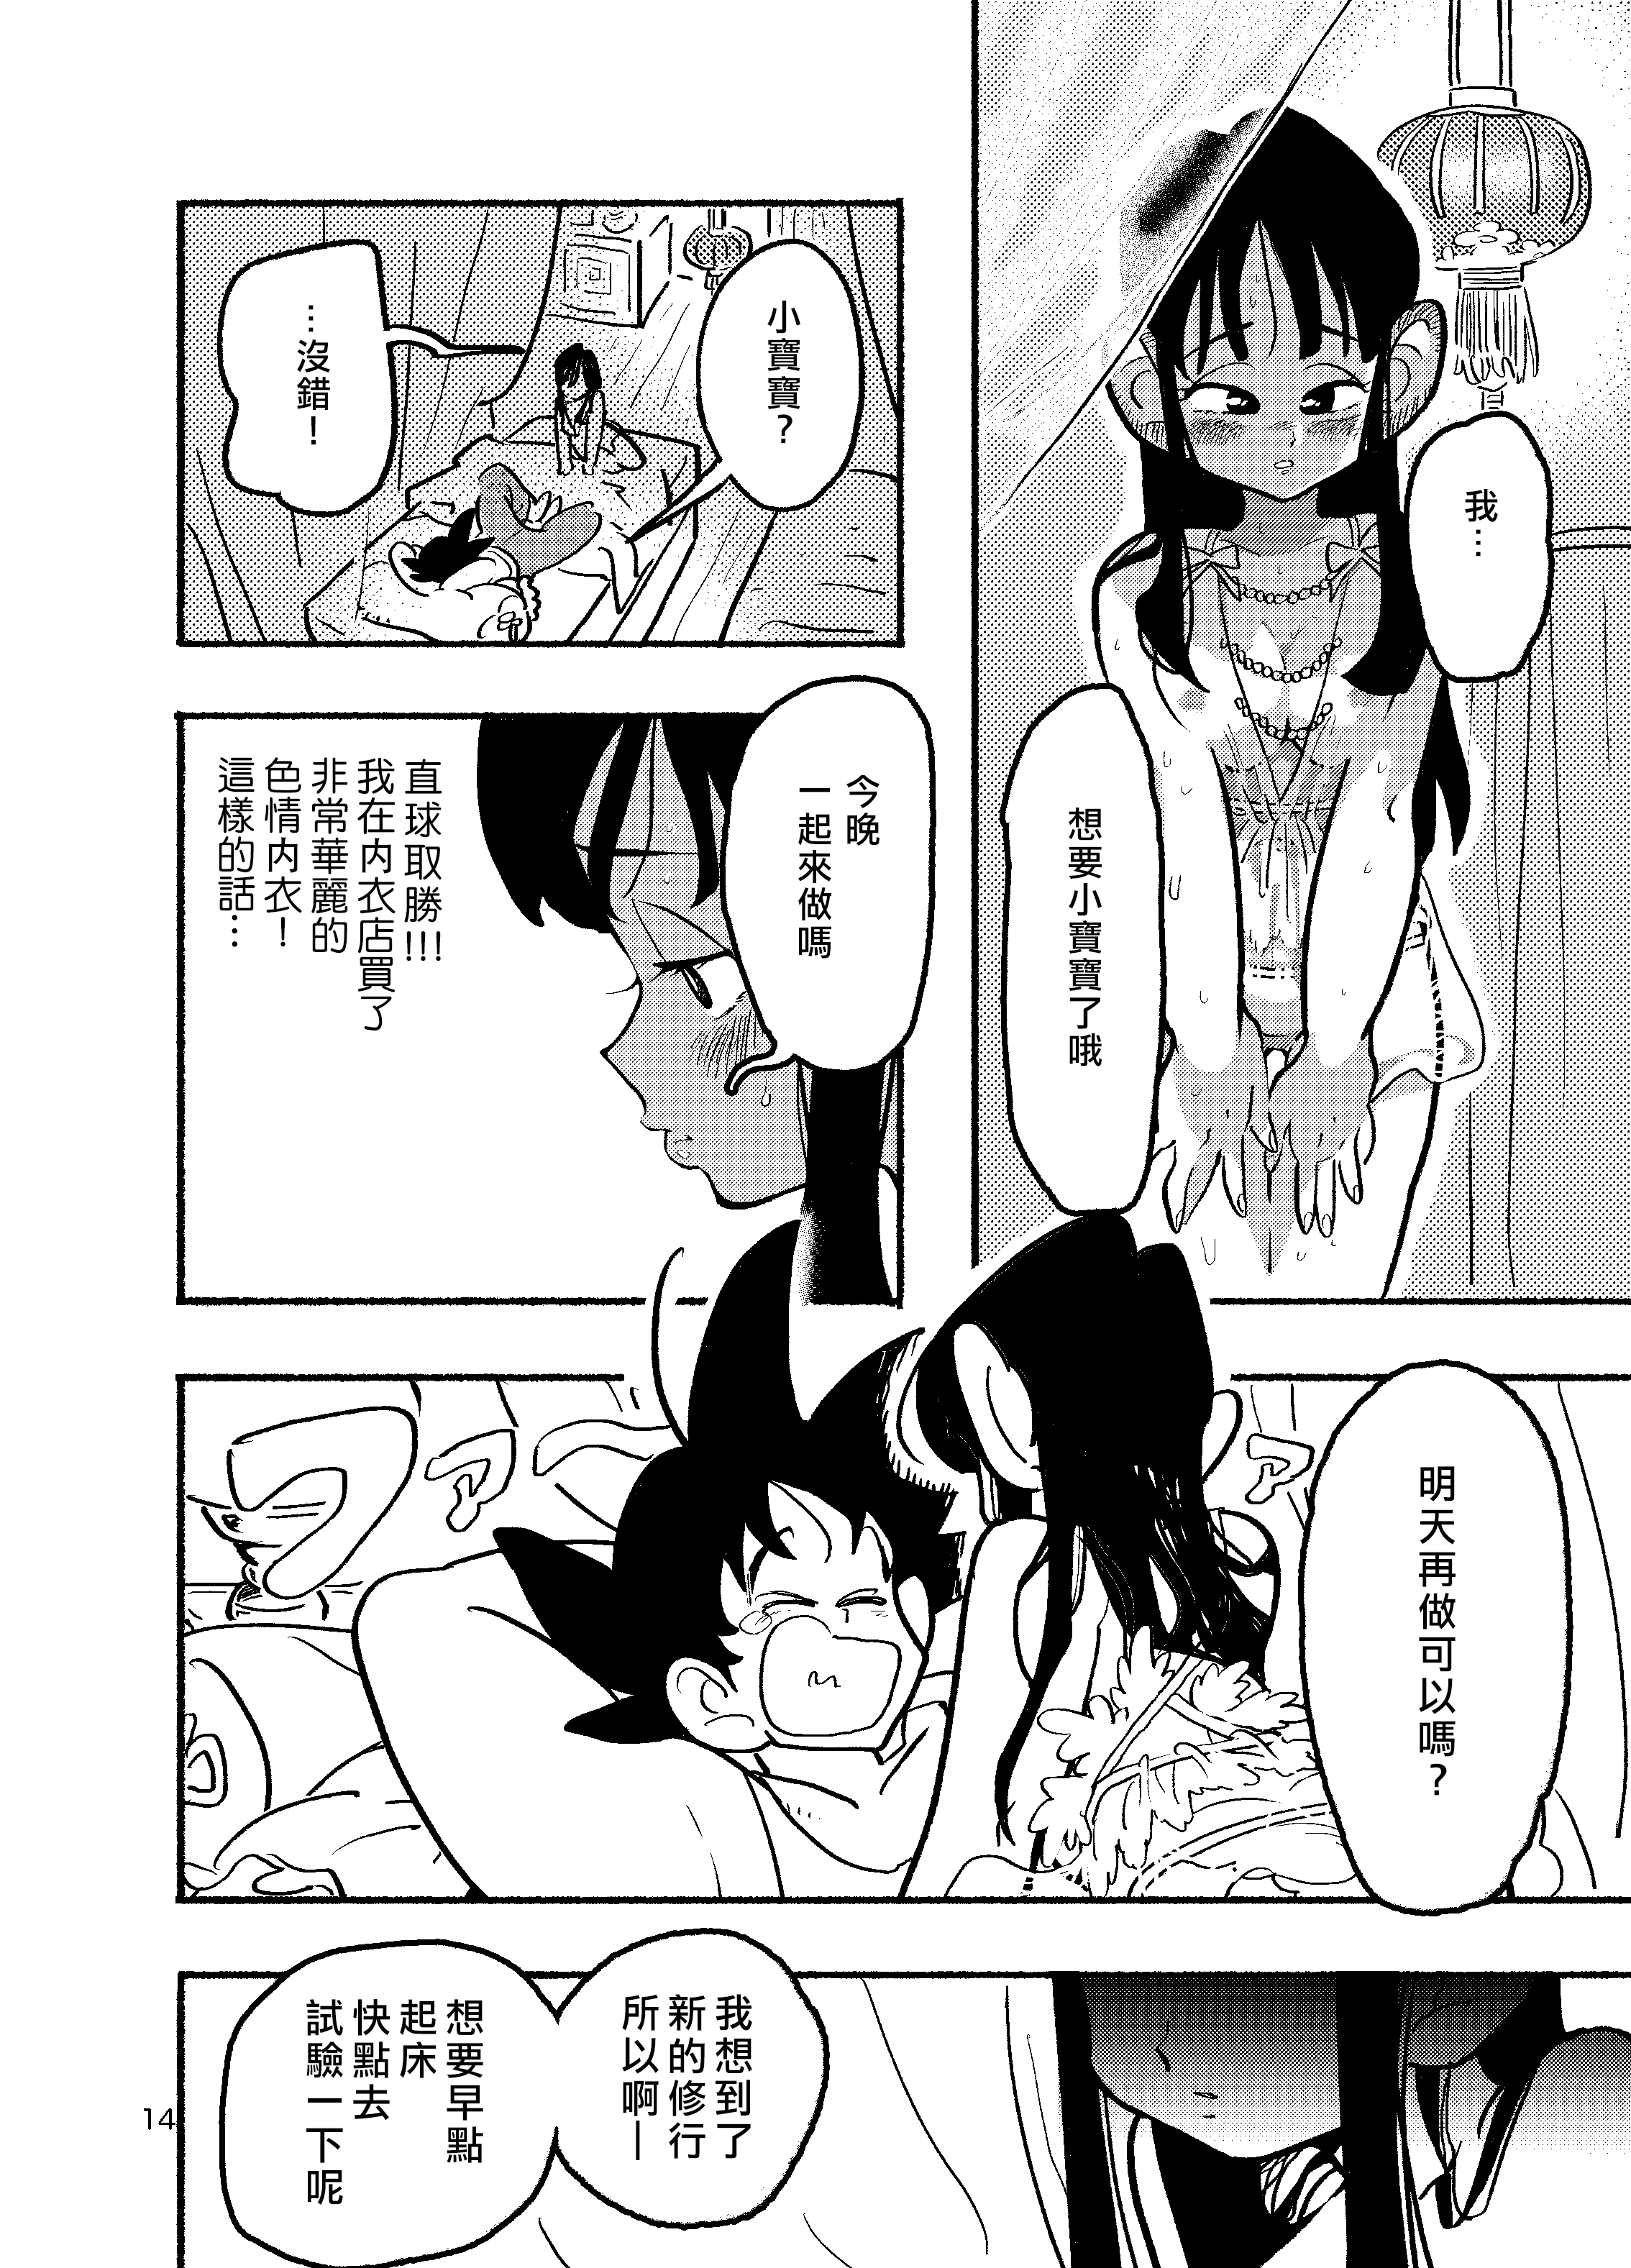 我…
想要小寶寶了哦
小寶寶？
…沒錯！
今晚
一起來做嗎
直球取勝!!!
我在內衣店買了
非常華麗的
色情內衣！
這樣的話…
明天再做可以嗎？
ア
ア
フ
我想到了
新的修行
所以啊—
想要早點
起床
快點去
試驗一下呢
14